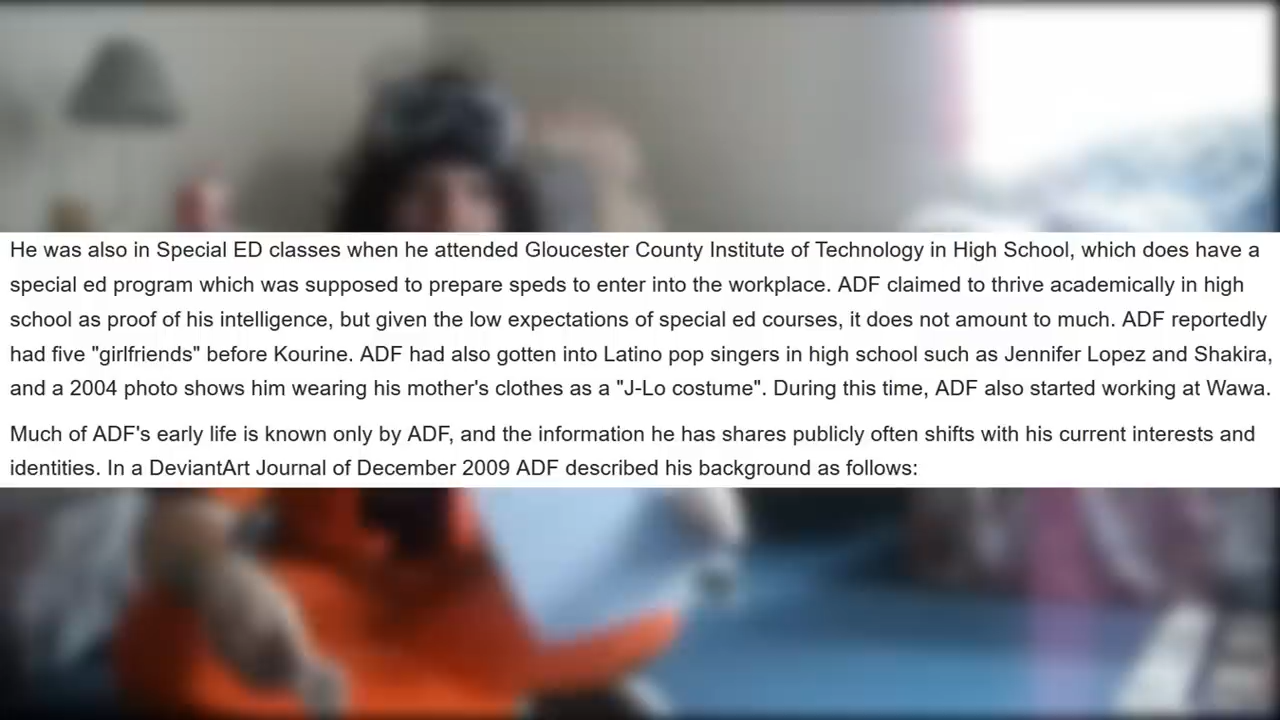 He was also in Special ED classes when he attended Gloucester County Institute of Technology in High School, which does have a
special ed program which was supposed to prepare speds to enter into the workplace. ADF claimed to thrive academically in high
school as proof of his intelligence, but given the low expectations of special ed courses, it does not amount to much. ADF reportedly
had five "girlfriends" before Kourine. ADF had also gotten into Latino pop singers in high school such as Jennifer Lopez and Shakira,
and a 2004 photo shows him wearing his mother's clothes as a "J-Lo costume". During this time, ADF also started working at Wawa.
Much of ADF's early life is known only by ADF, and the information he has shares publicly often shifts with his current interests and
identities. In a DeviantArt Journal of December 2009 ADF described his background as follows: